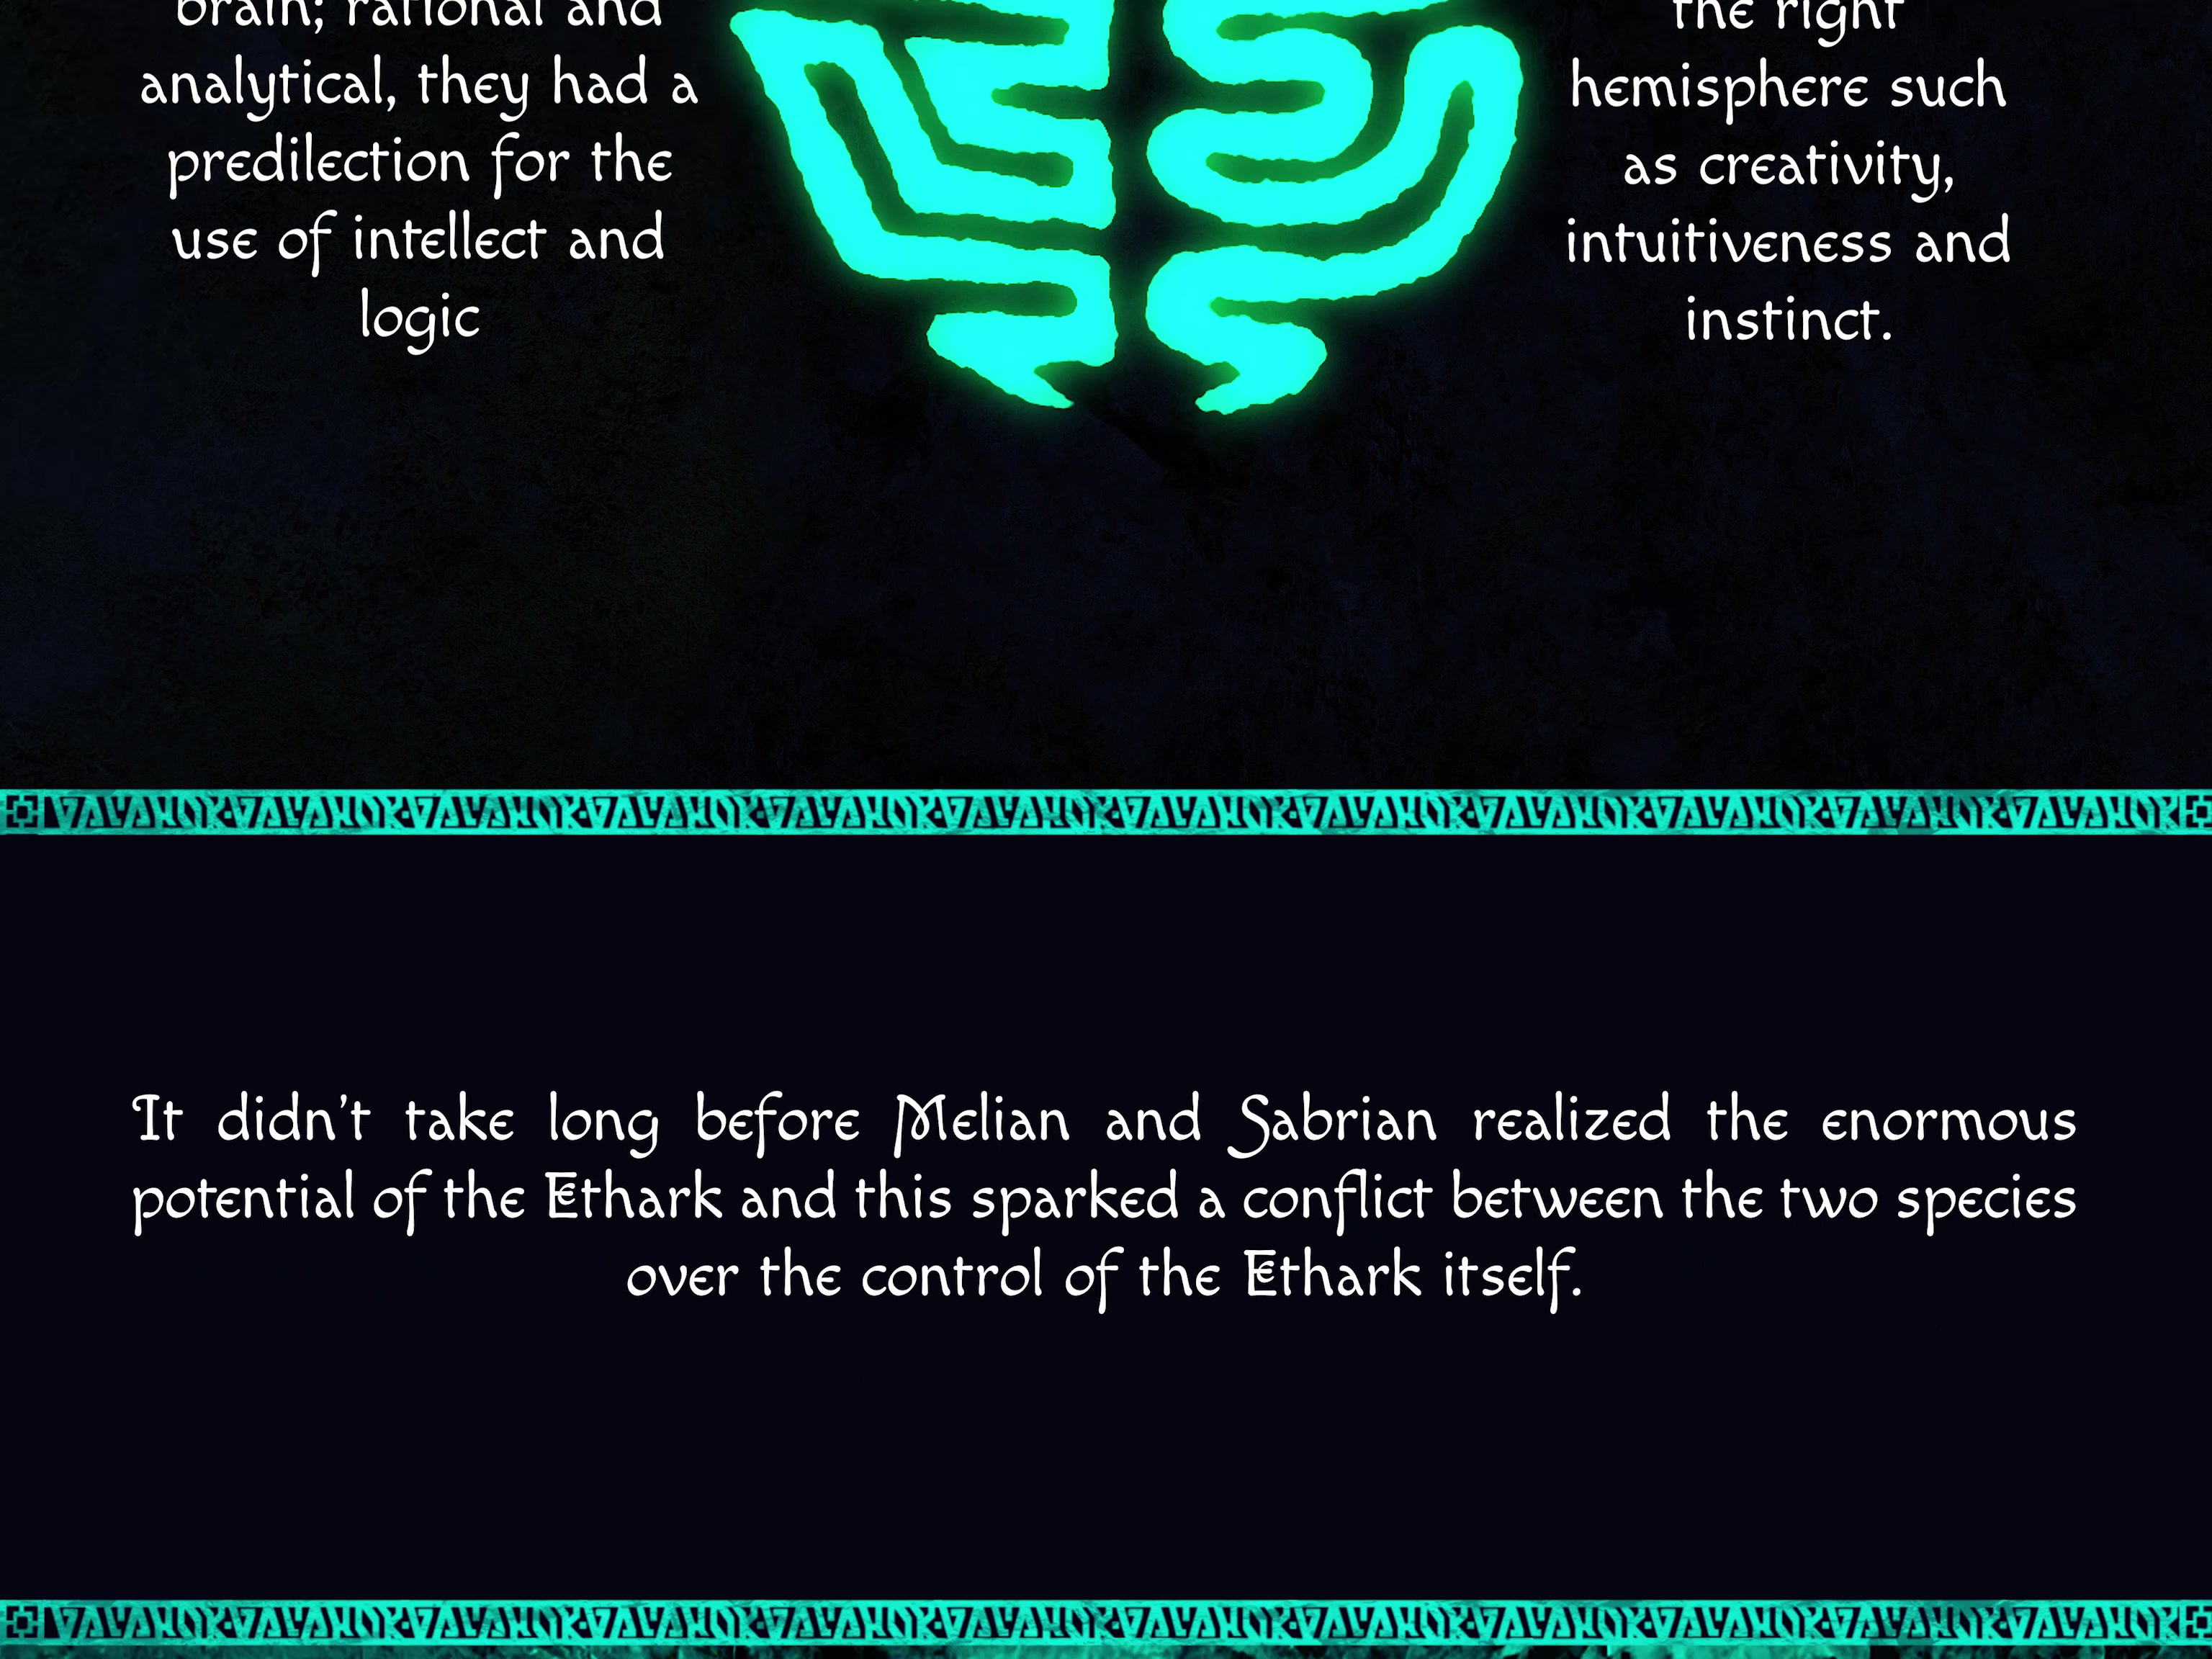 brain; rational and
analytical, they had a
predilection for the
use of intellect and
logic
the right
hemisphere such
as creativity,
intuitiveness and
instinct.
It didn't take long before Melian and Sabrian realized the enormous
potential of the Ethark and this sparked a conflict between the two species
over the control of the Ethark itself.